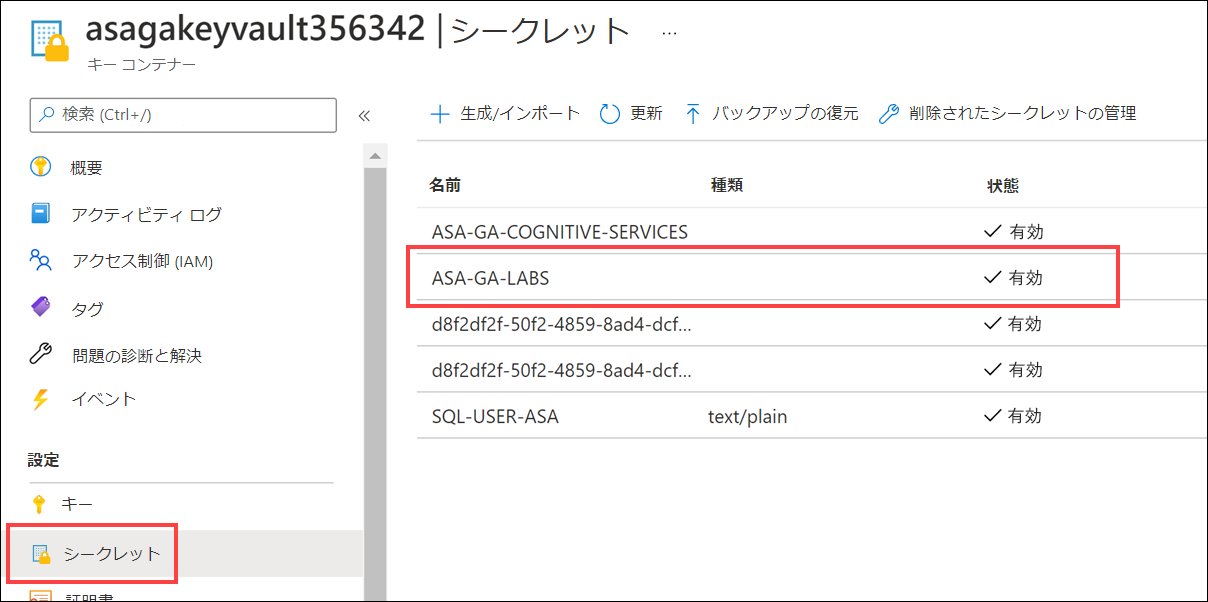 asagakeyvault356342 | シークレット ...
キー コンテナー
検索 (Ctrl+/)
«
生成/インポート 更新 バックアップの復元 削除されたシークレットの管理
概要
アクティビティ ログ
アクセス制御 (IAM)
タグ
問題の診断と解決
イベント
設定
キー
シークレット
証明書
名前 種類 状態
ASA-GA-COGNITIVE-SERVICES 有効
ASA-GA-LABS 有効
d8f2df2f-50f2-4859-8ad4-dcf... 有効
d8f2df2f-50f2-4859-8ad4-dcf... 有効
SQL-USER-ASA text/plain 有効